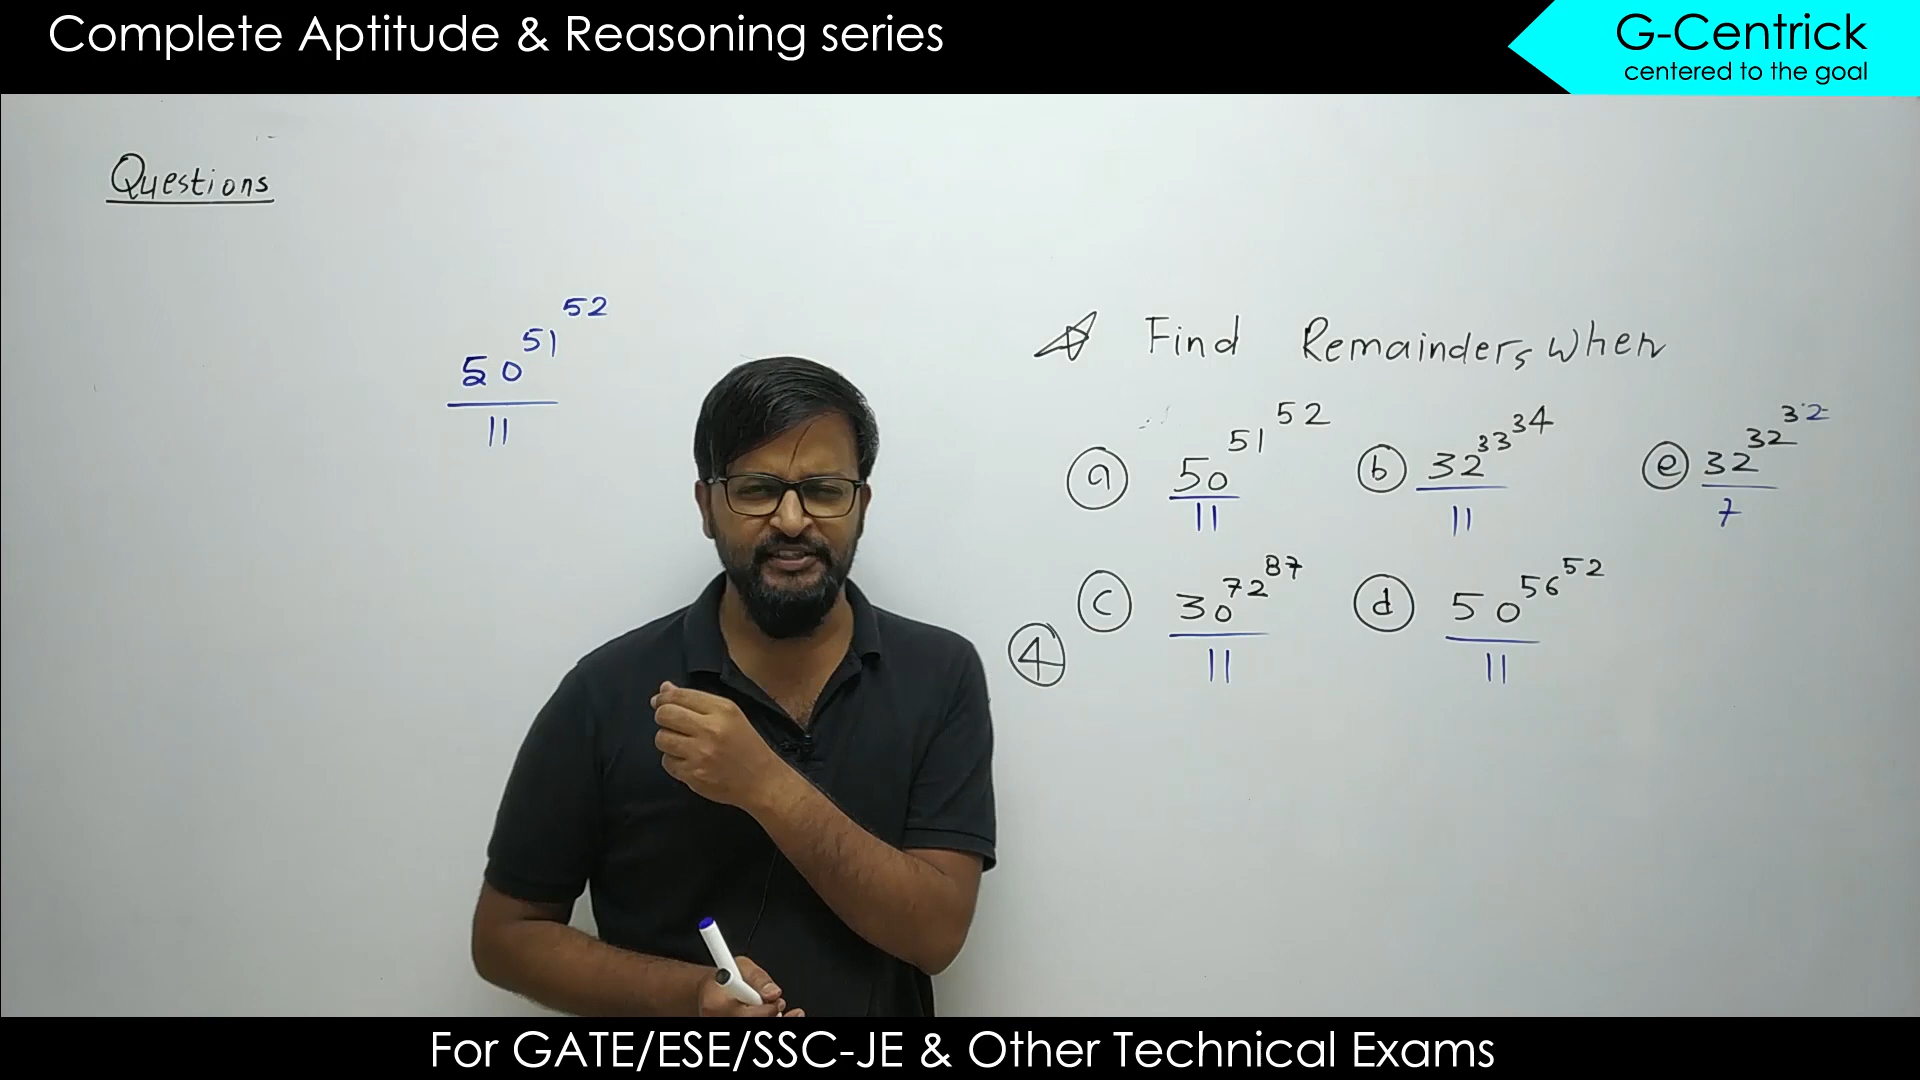 Complete Aptitude & Reasoning series
G-Centrick
centered to the goal
Questions
50^51^52
11
Find Remainders when
a 50^51^52 / 11
b 32^33^34 / 11
e 32^32^32 / 7
4
c 30^72^87 / 11
d 50^56^52 / 11
For GATE/ESE/SSC-JE & Other Technical Exams